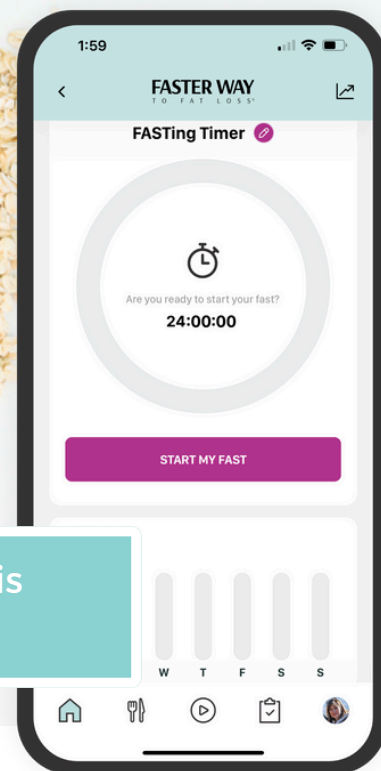 1:59
FASTER WAY
TO FAT LOSS®
FASTing Timer
Are you ready to start your fast?
24:00:00
START MY FAST
is
W T F S S